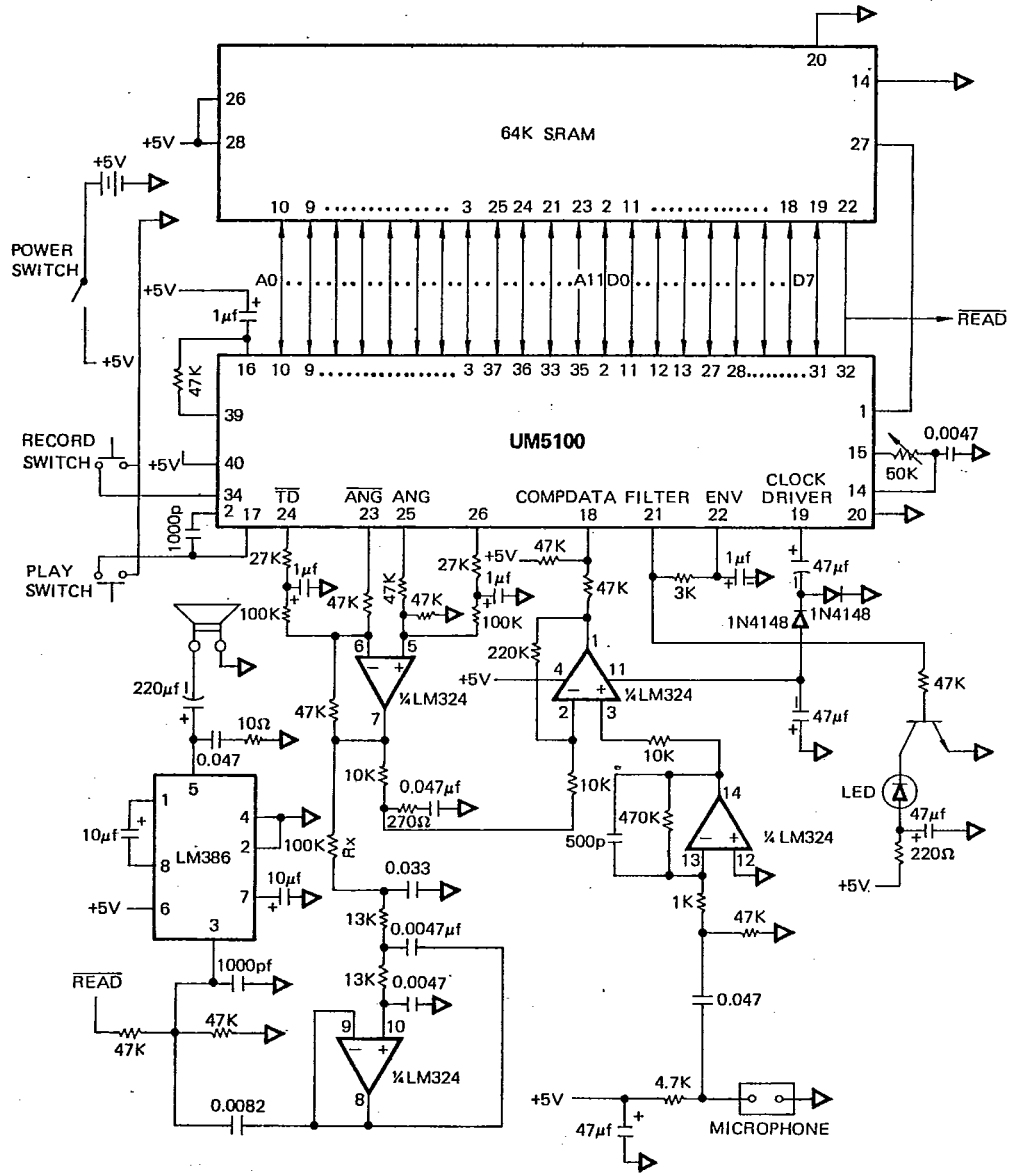 20
14
26
64K SRAM
+5V 28
27
+5V
10 9 .............. 3 25 24 21 23 2 11 .............. 18 19 22
POWER
SWITCH
A0 .............. A11 D0 .............. D7
+5V
+
1µf
READ
+5V
47K
16 10 9 .............. 3 37 36 33 35 2 11 12 13 27 28 ........ 31 32
39
1
UM5100
RECORD
SWITCH
+5V 40
15
50K
0.0047
34
14
TD ANG ANG COMPDATA FILTER ENV CLOCK
DRIVER
2 17 24 23 25 26 18 21 22 19 20
1000p
27K
27K
+5V
47K
PLAY
SWITCH
1µf
+
47K
47K
1µf
+
47K
3K
1µf
+
+
47µf
100K
47K
100K
1N4148
1N4148
6 − + 5
220K
1
¼LM324
7
+5V 4 − + 11
¼LM324
2 3
47K
220µf
+
47K
47µf
+
10Ω
0.047
10K
10K
10K
5
0.047µf
270Ω
14
LED
1
4
10µf
+
LM386
2
100K
Rx
500p
470K
− +
¼LM324
47µf
+
8
13 12
220Ω
7
10µf
+
0.033
+5V
+5V 6
1K
3
13K
0.0047µf
47K
1000pf
13K
0.0047
READ
0.047
47K
47K
9 − + 10
¼LM324
8
0.0082
+5V
4.7K
+
47µf
MICROPHONE